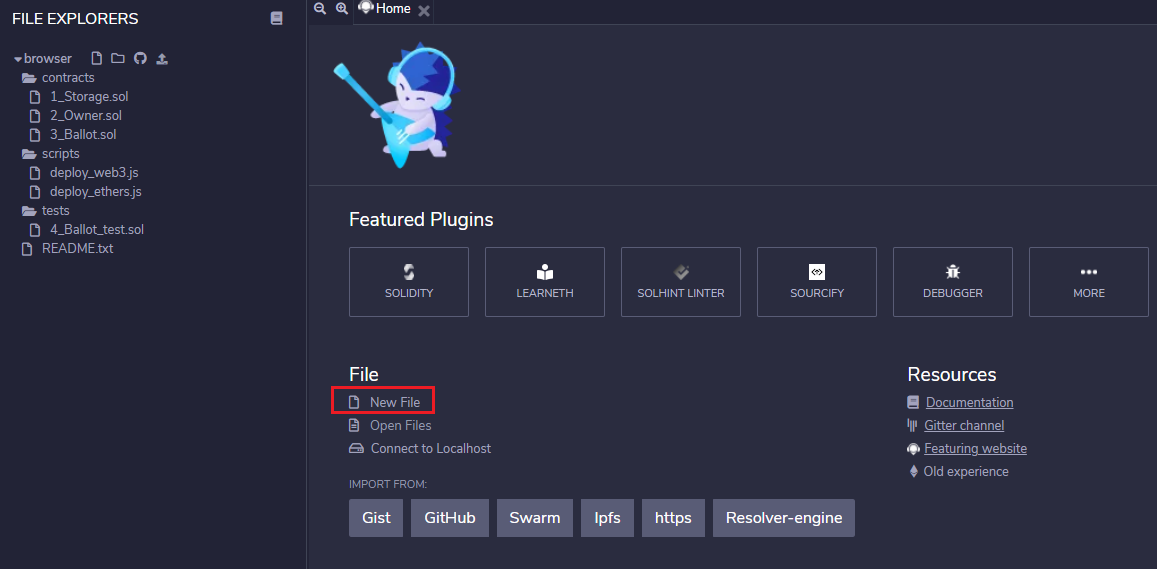 FILE EXPLORERS
browser
contracts
1_Storage.sol
2_Owner.sol
3_Ballot.sol
scripts
deploy_web3.js
deploy_ethers.js
tests
4_Ballot_test.sol
README.txt
Home
Featured Plugins
SOLIDITY
LEARNETH
SOLHINT LINTER
SOURCIFY
DEBUGGER
MORE
File
New File
Open Files
Connect to Localhost
IMPORT FROM:
Gist
GitHub
Swarm
Ipfs
https
Resolver-engine
Resources
Documentation
Gitter channel
Featuring website
Old experience